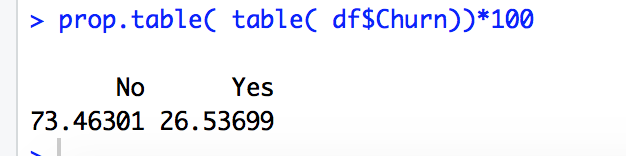 > prop.table( table( df$Churn))*100
No Yes
73.46301 26.53699
>